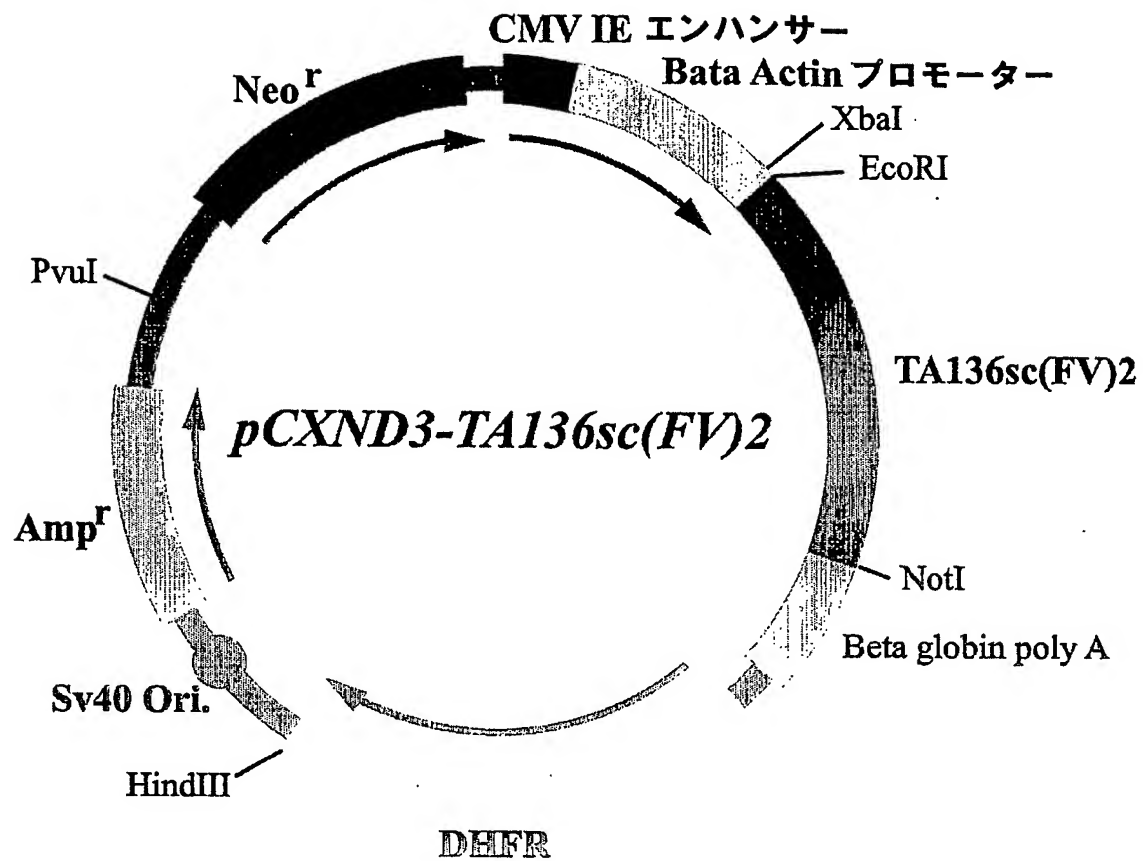 CMV IE エンハンサー
Bata Actin プロモーター
Neo^r
XbaI
EcoRI
PvuI
TA136sc(FV)2
pCXND3-TA136sc(FV)2
Amp^r
NotI
Beta globin poly A
Sv40 Ori.
HindIII
DHFR